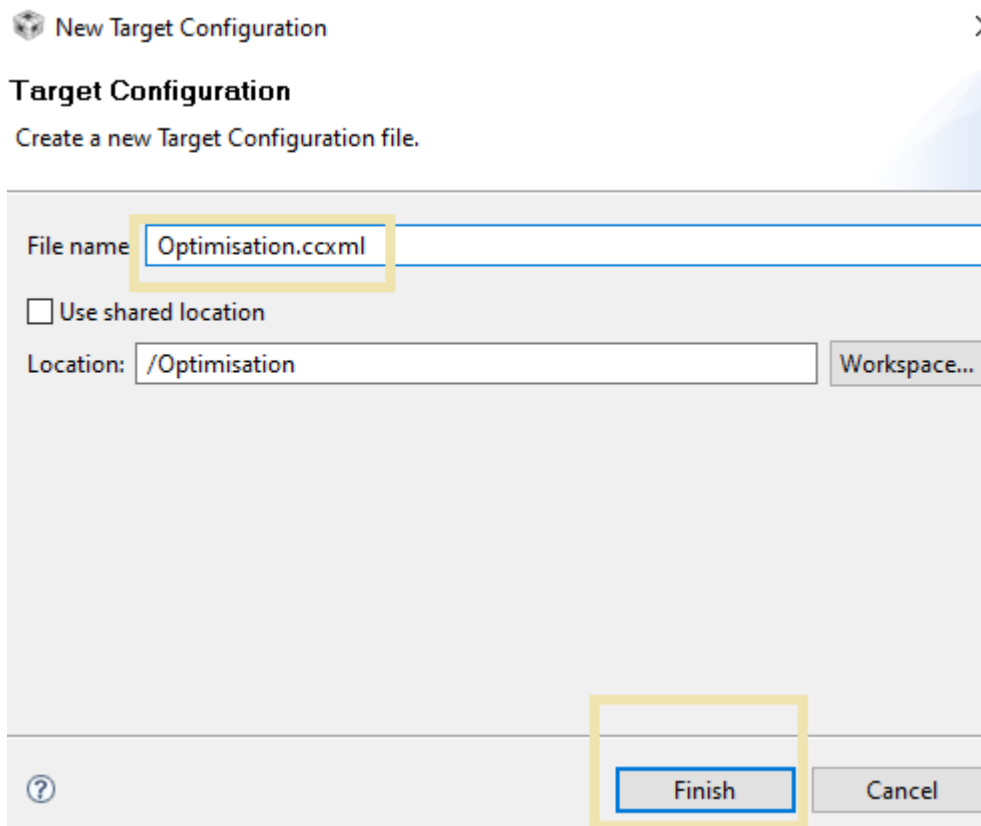 New Target Configuration
Target Configuration
Create a new Target Configuration file.
File name Optimisation.ccxml
Use shared location
Location: /Optimisation Workspace...
Finish Cancel